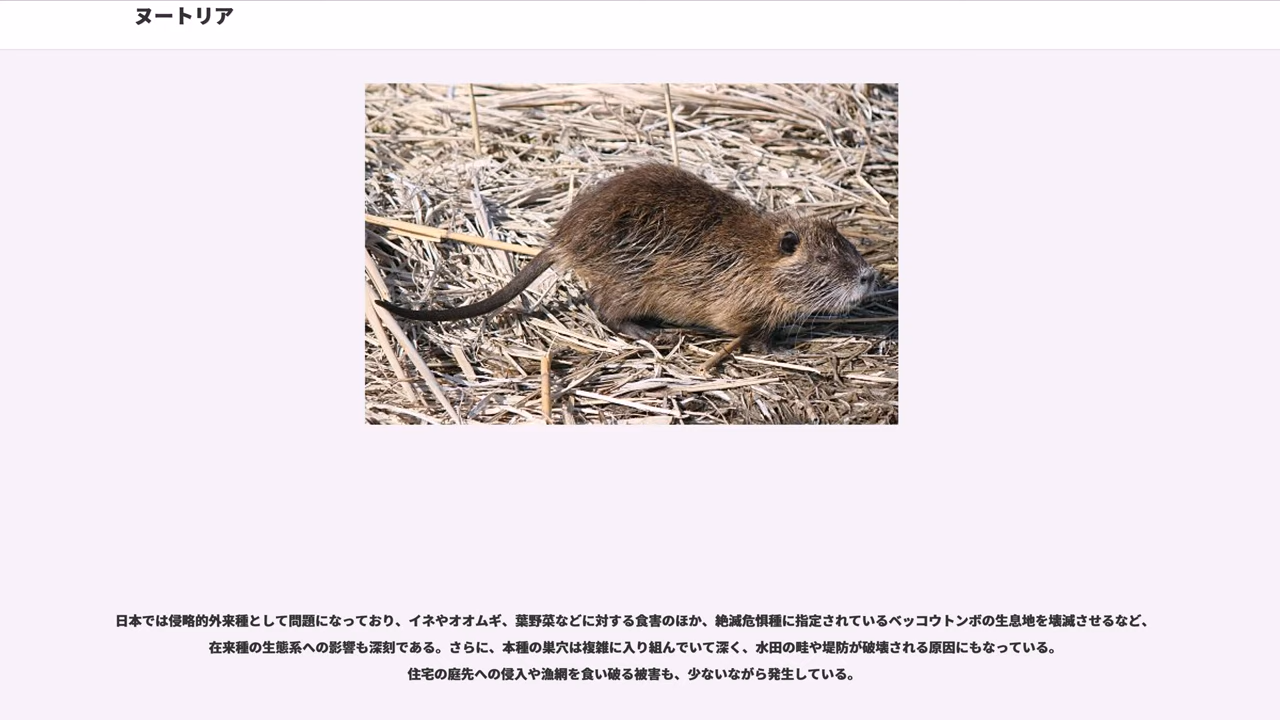 ヌートリア
日本では侵略的外来種として問題になっており、イネやオオムギ、葉野菜などに対する食害のほか、絶滅危惧種に指定されているベッコウトンボの生息地を壊滅させるなど、
在来種の生態系への影響も深刻である。さらに、本種の巣穴は複雑に入り組んでいて深く、水田の畦や堤防が破壊される原因にもなっている。
住宅の庭先への侵入や漁網を食い破る被害も、少ないながら発生している。